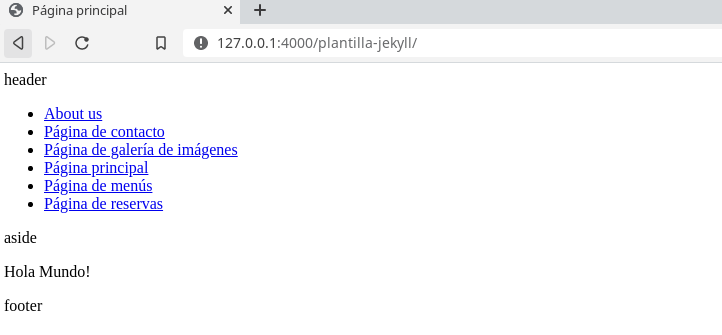 Página principal
127.0.0.1:4000/plantilla-jekyll/
header
About us
Página de contacto
Página de galería de imágenes
Página principal
Página de menús
Página de reservas
aside
Hola Mundo!
footer